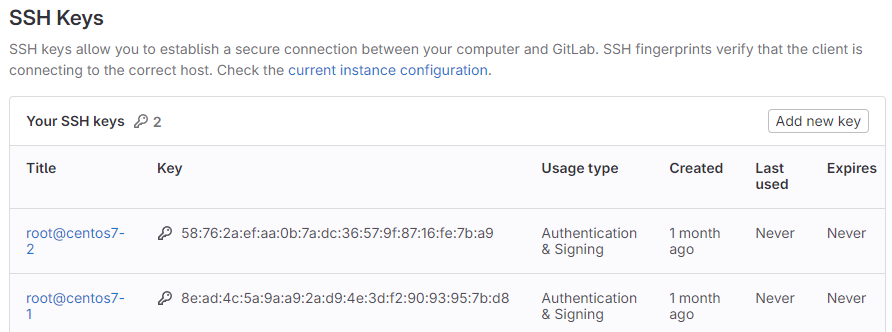 SSH Keys
SSH keys allow you to establish a secure connection between your computer and GitLab. SSH fingerprints verify that the client is
connecting to the correct host. Check the current instance configuration.
Your SSH keys 2 Add new key
Title Key Usage type Created Last used Expires
root@centos7-2 58:76:2a:ef:aa:0b:7a:dc:36:57:9f:87:16:fe:7b:a9 Authentication & Signing 1 month ago Never Never
root@centos7-1 8e:ad:4c:5a:9a:a9:2a:d9:4e:3d:f2:90:93:95:7b:d8 Authentication & Signing 1 month ago Never Never